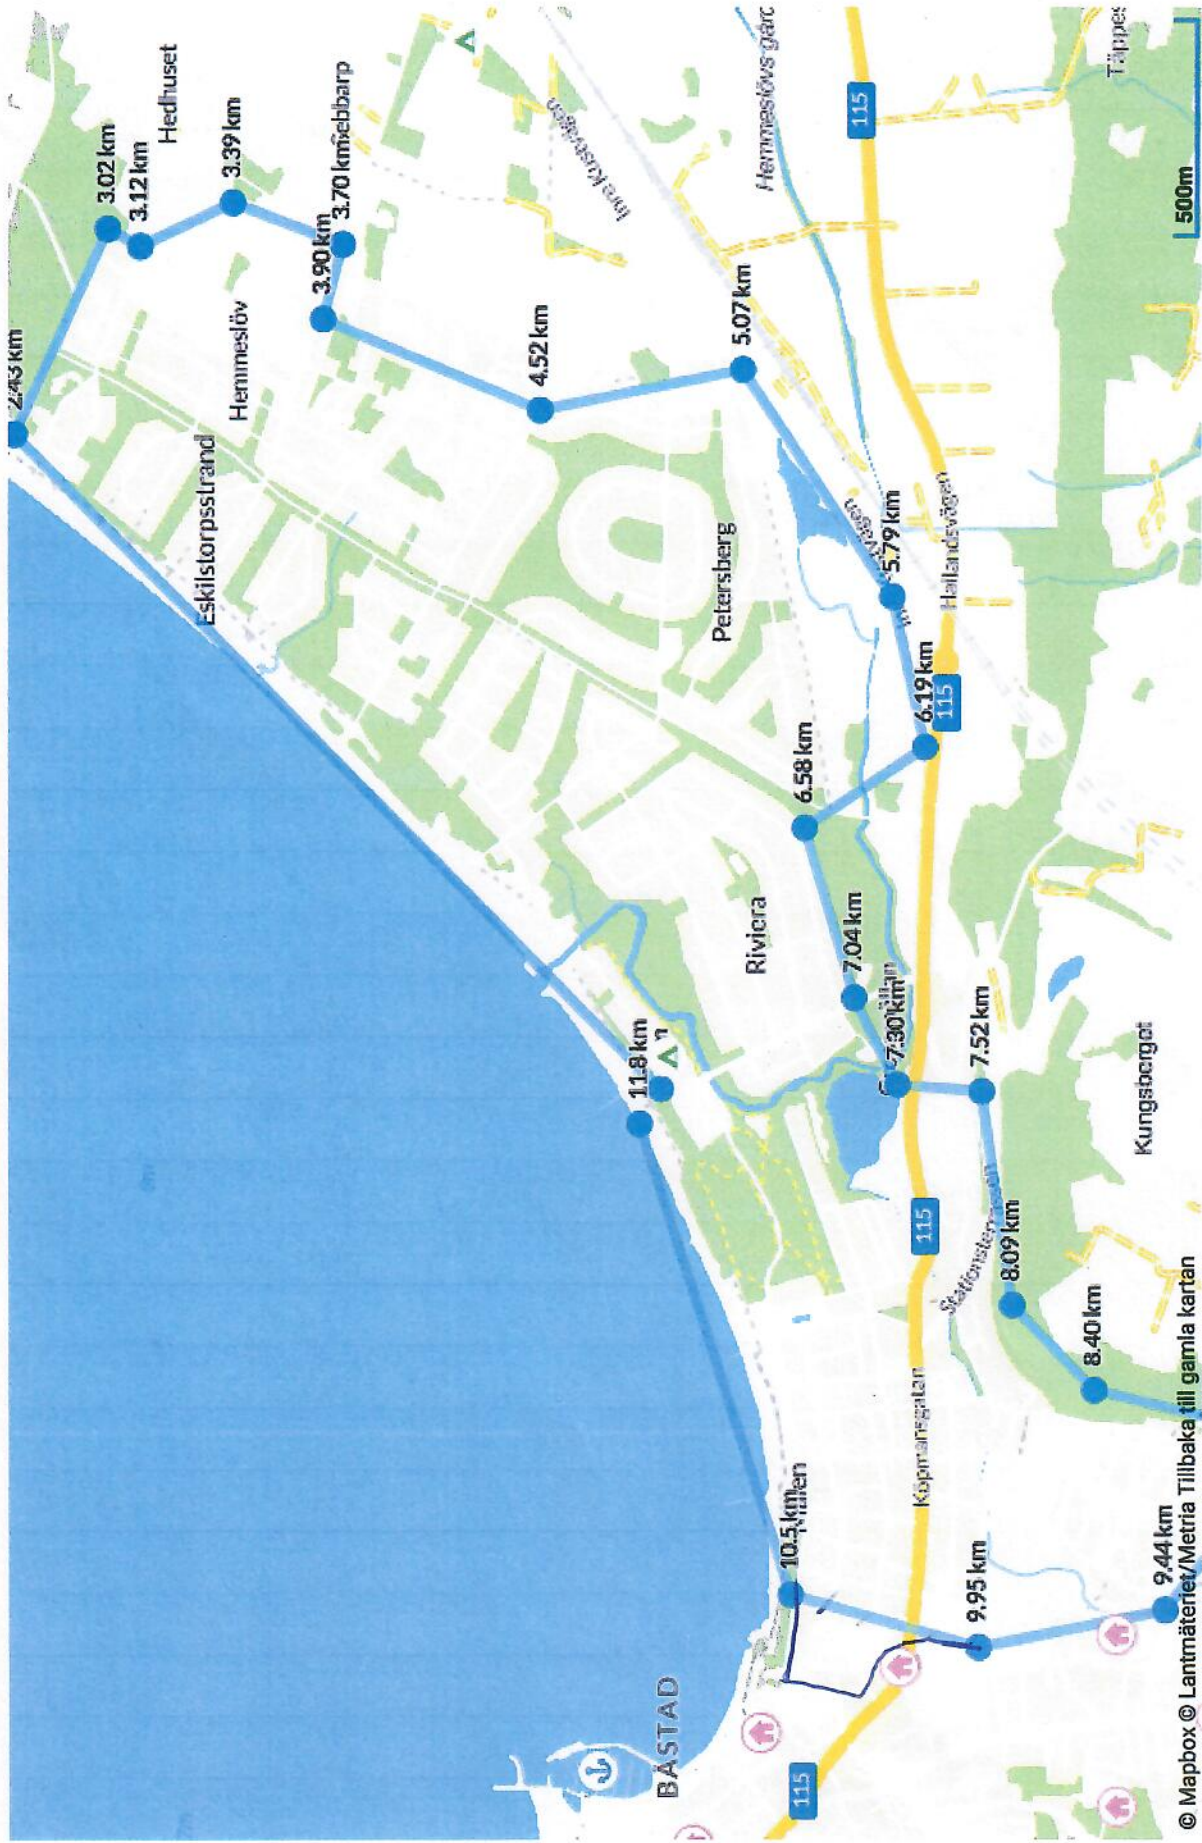 2.43 km
3.02 km
3.12 km
Hedhuset
3.39 km
3.70 km
3.90 km
Hemmeslöv
Eskilstorpsstrand
Inre Kustvägen
Hemmeslövs gård
115
500m
4.52 km
5.07 km
Petersberg
5.79 km
Hallandsvägen
6.19 km
115
6.58 km
Riviera
7.04 km
7.30 km
7.52 km
11.8 km
Kungsberget
115
8.09 km
8.40 km
Köpmansgatan
10.5 km
Malen
9.95 km
9.44 km
BÅSTAD
115
© Mapbox © Lantmäteriet/Metria Tillbaka till gamla kartan